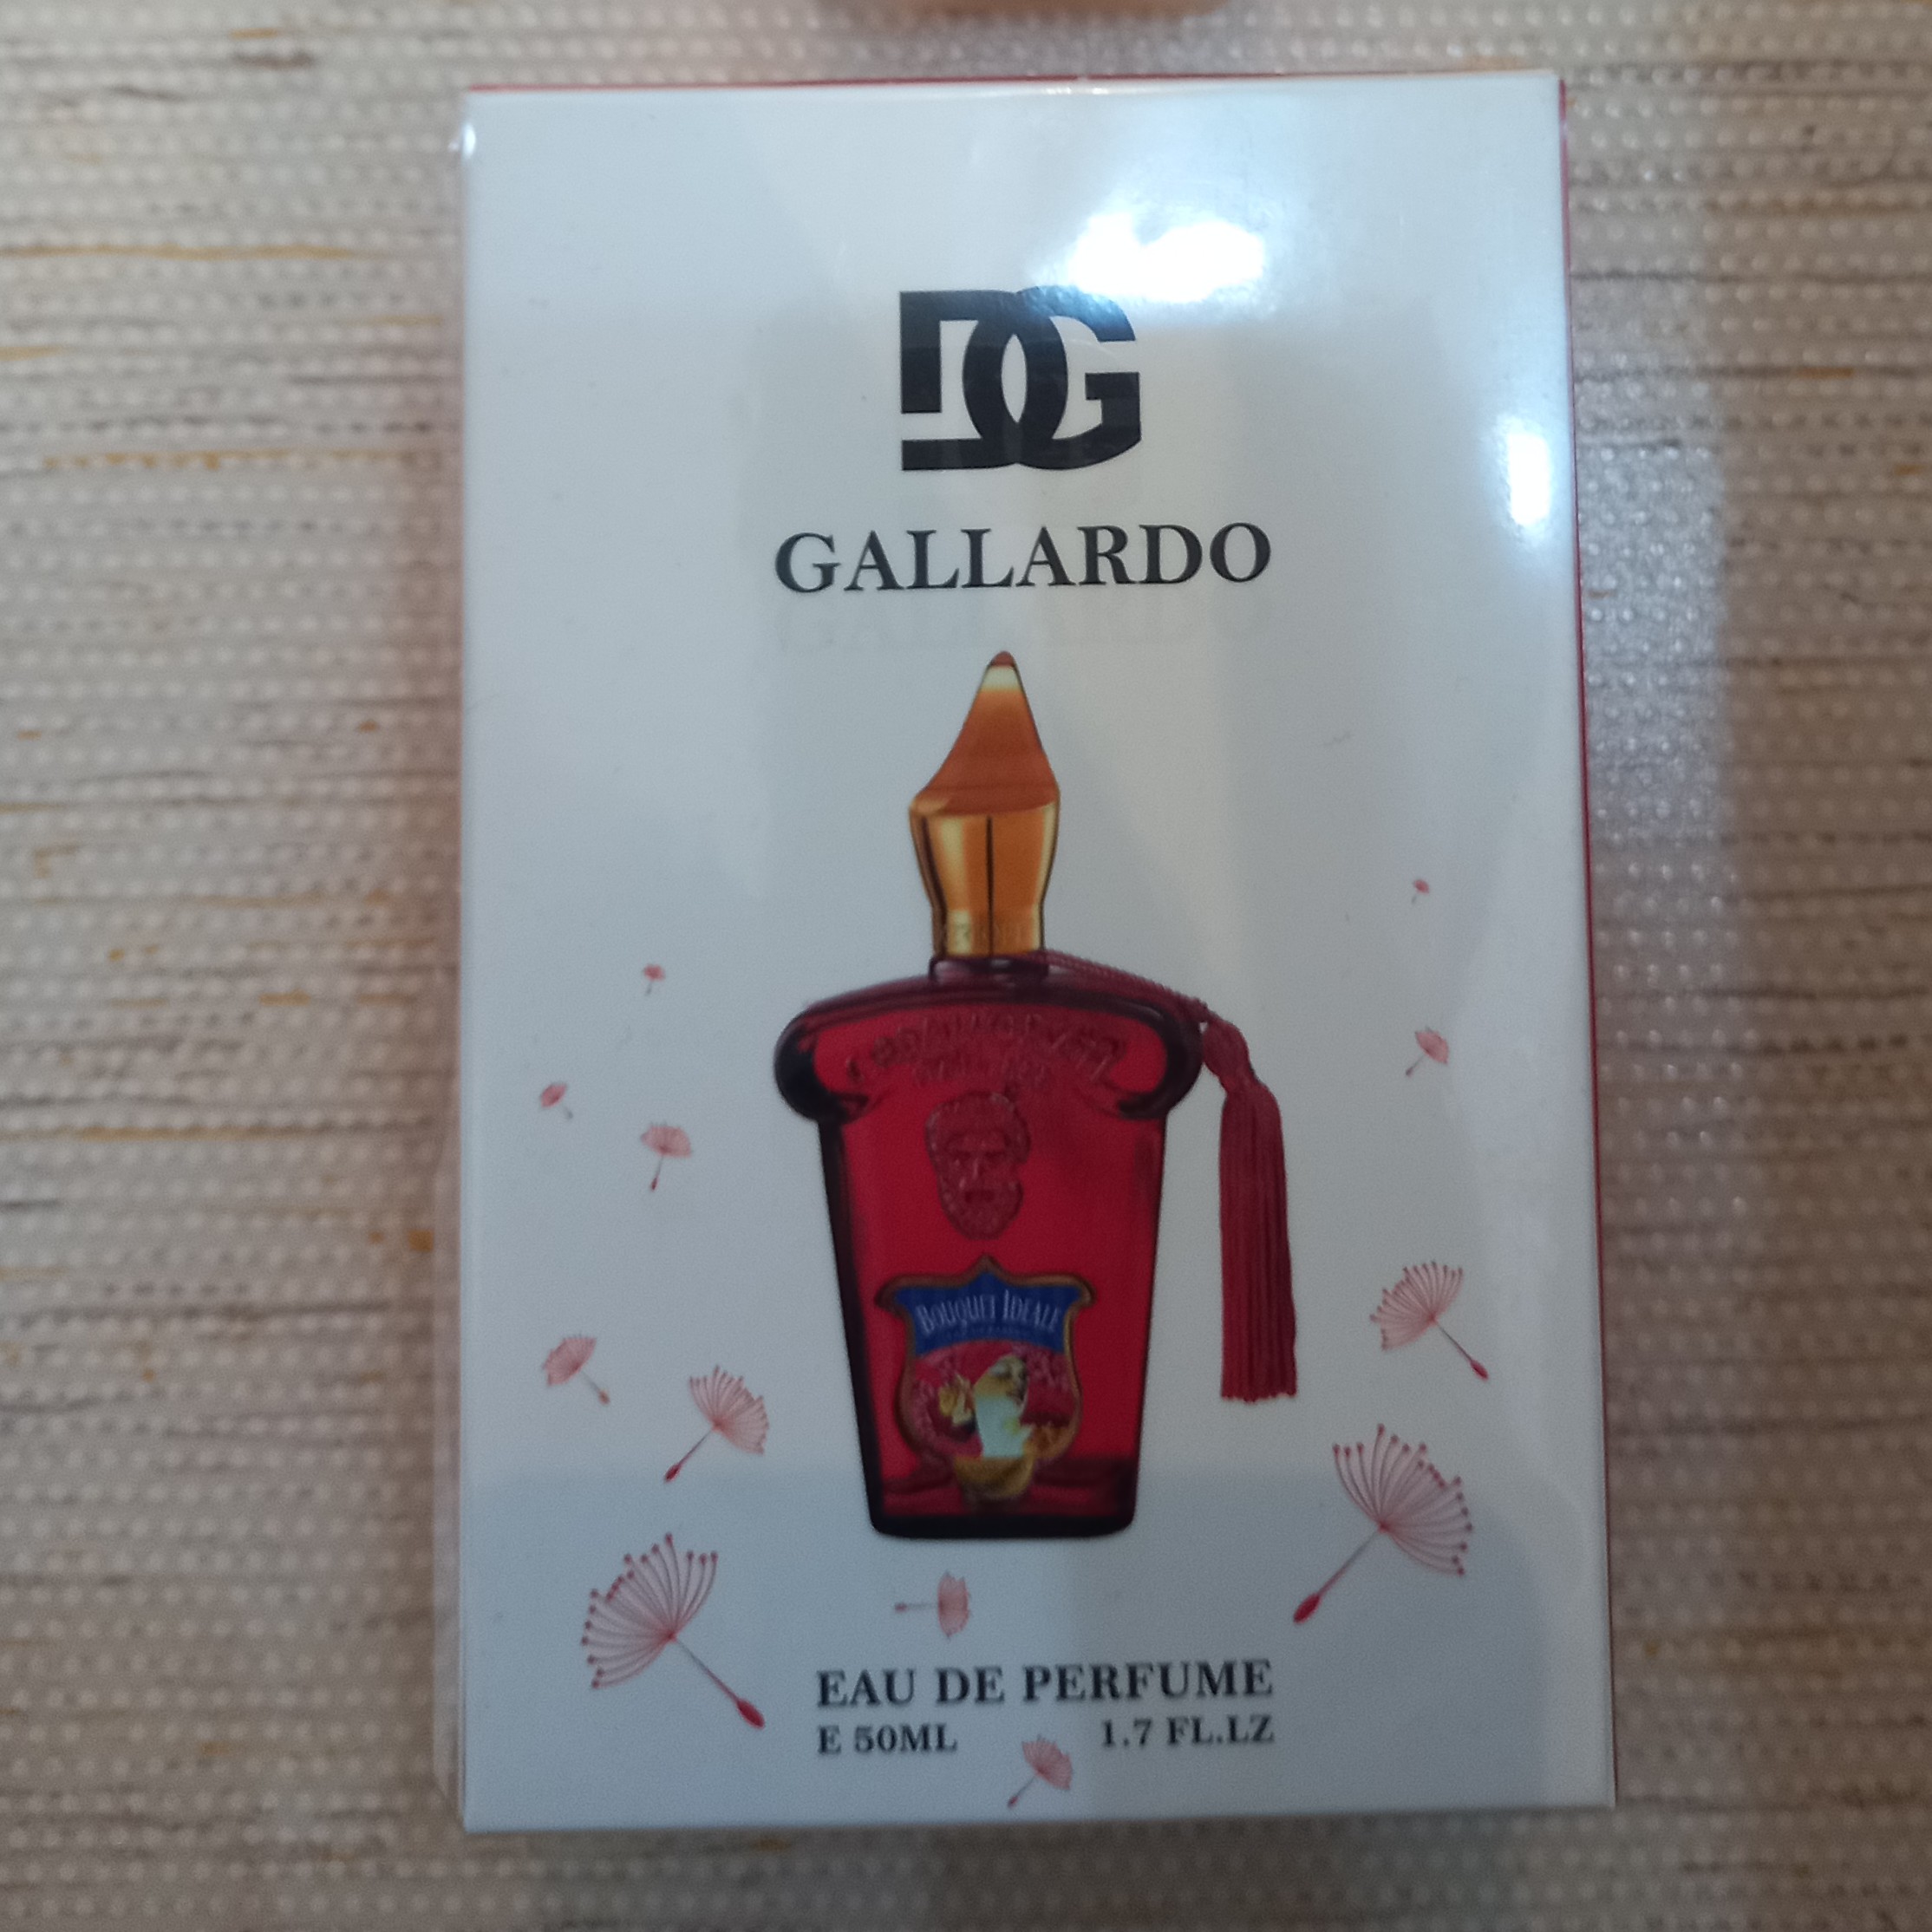 DG
GALLARDO
BOUQUET IDEALE
EAU DE PERFUME
E 50ML 1.7 FL.LZ